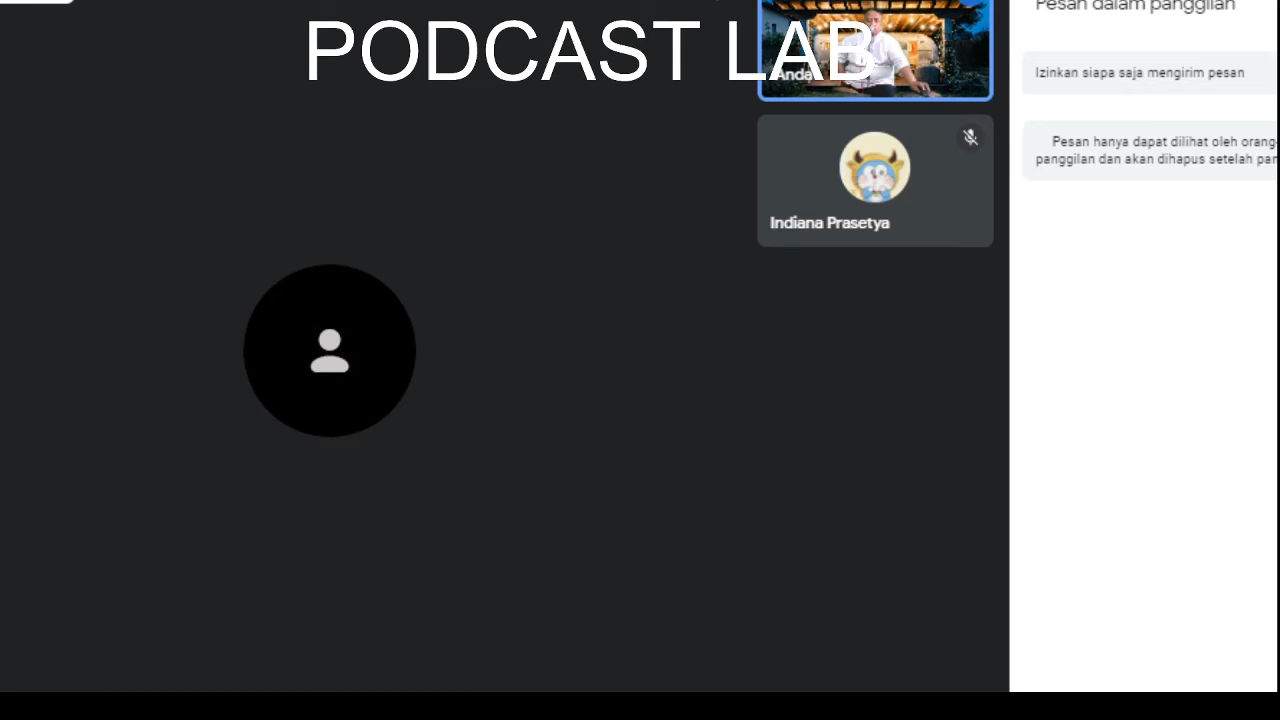 PODCAST LAB
Anda
Indiana Prasetya
Pesan dalam panggilan
Izinkan siapa saja mengirim pesan
Pesan hanya dapat dilihat oleh orang-
panggilan dan akan dihapus setelah